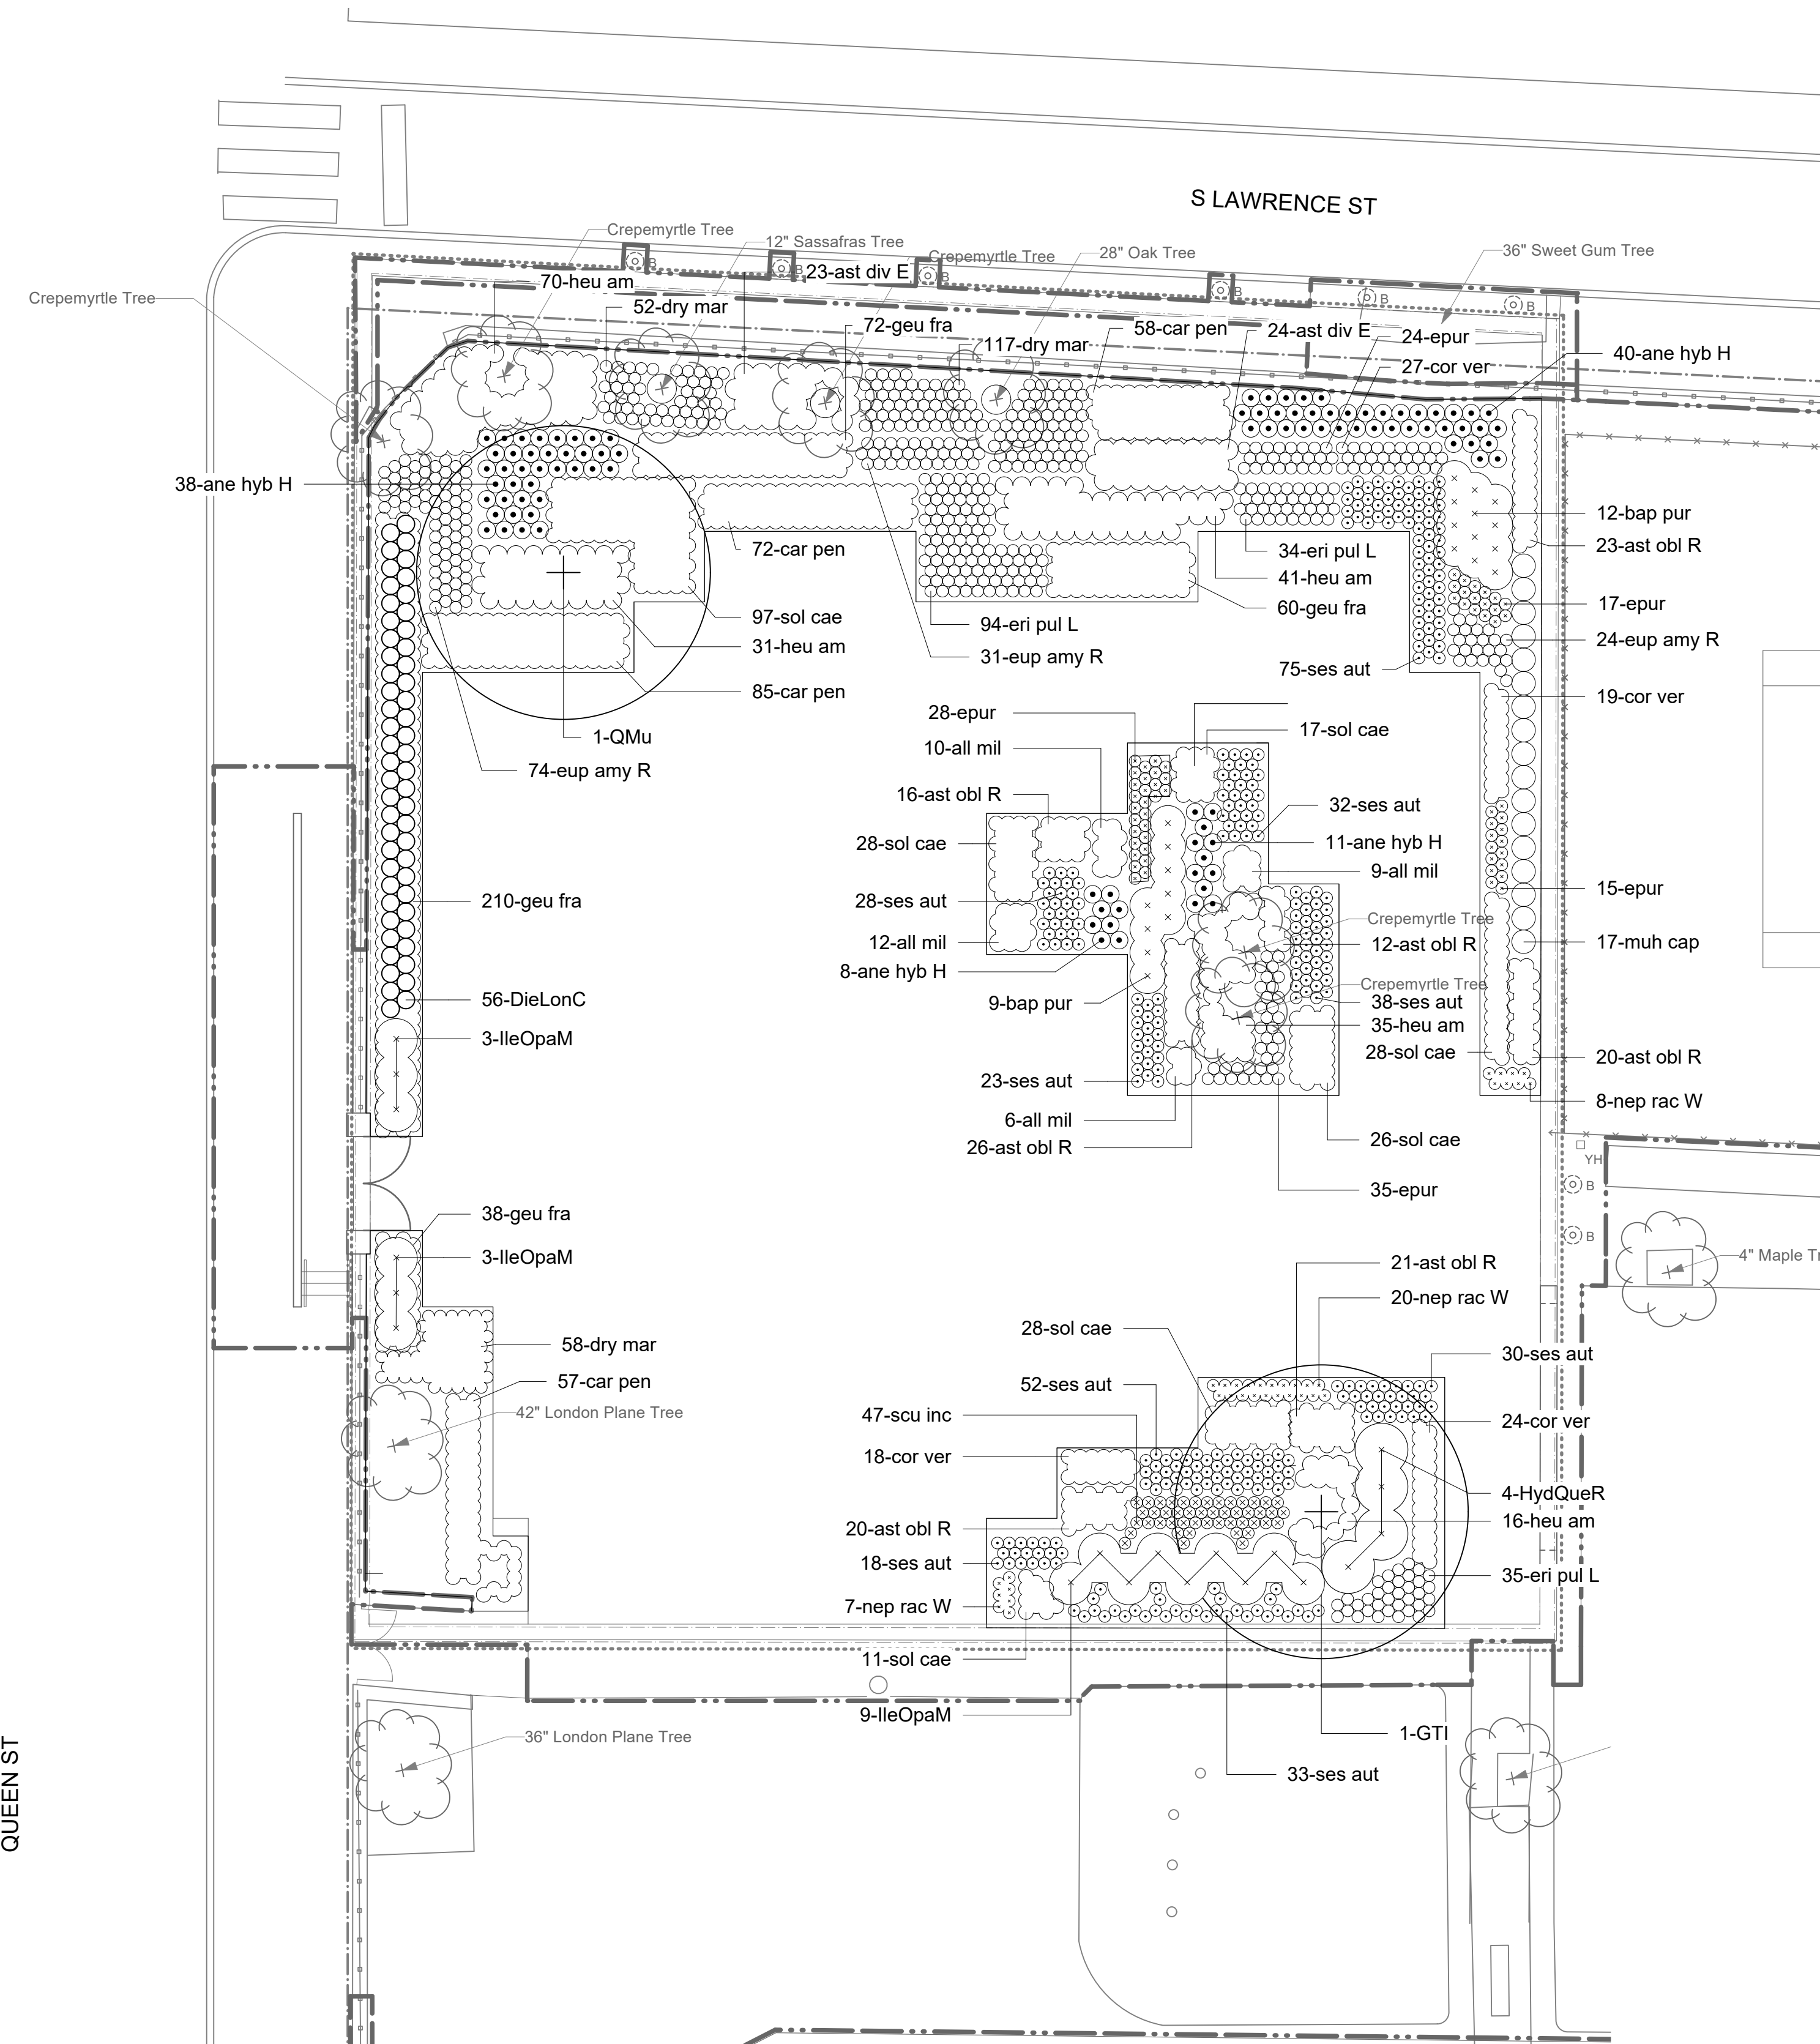 S LAWRENCE ST
Crepemyrtle Tree
12" Sassafras Tree
Crepemyrtle Tree
28" Oak Tree
36" Sweet Gum Tree
Crepemyrtle Tree
B
B
B
B
B
B
70-heu am
23-ast div E
52-dry mar
72-geu fra
117-dry mar
58-car pen
24-ast div E
24-epur
27-cor ver
40-ane hyb H
38-ane hyb H
12-bap pur
23-ast obl R
72-car pen
34-eri pul L
41-heu am
60-geu fra
17-epur
97-sol cae
94-eri pul L
31-heu am
31-eup amy R
24-eup amy R
75-ses aut
85-car pen
19-cor ver
1-QMu
74-eup amy R
28-epur
17-sol cae
10-all mil
16-ast obl R
32-ses aut
28-sol cae
11-ane hyb H
9-all mil
15-epur
28-ses aut
210-geu fra
Crepemyrtle Tree
12-all mil
12-ast obl R
17-muh cap
8-ane hyb H
Crepemyrtle Tree
56-DieLonC
9-bap pur
38-ses aut
35-heu am
3-IleOpaM
28-sol cae
20-ast obl R
23-ses aut
8-nep rac W
6-all mil
26-ast obl R
26-sol cae
YH
B
35-epur
38-geu fra
B
3-IleOpaM
21-ast obl R
4" Maple Tr
20-nep rac W
28-sol cae
58-dry mar
30-ses aut
57-car pen
52-ses aut
42" London Plane Tree
47-scu inc
24-cor ver
18-cor ver
4-HydQueR
20-ast obl R
16-heu am
18-ses aut
35-eri pul L
7-nep rac W
11-sol cae
9-IleOpaM
36" London Plane Tree
1-GTI
33-ses aut
QUEEN ST